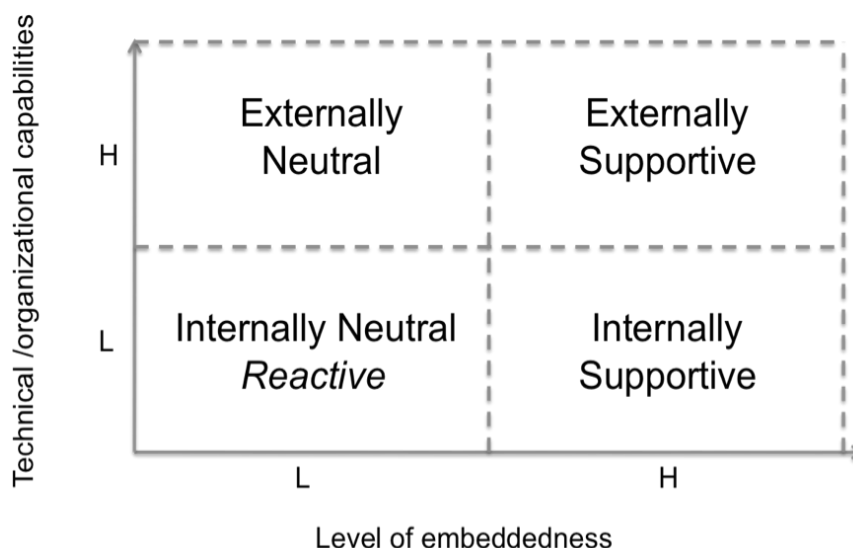 Technical /organizational capabilities
H
Externally
Neutral
Externally
Supportive
L
Internally Neutral
Reactive
Internally
Supportive
L
H
Level of embeddedness